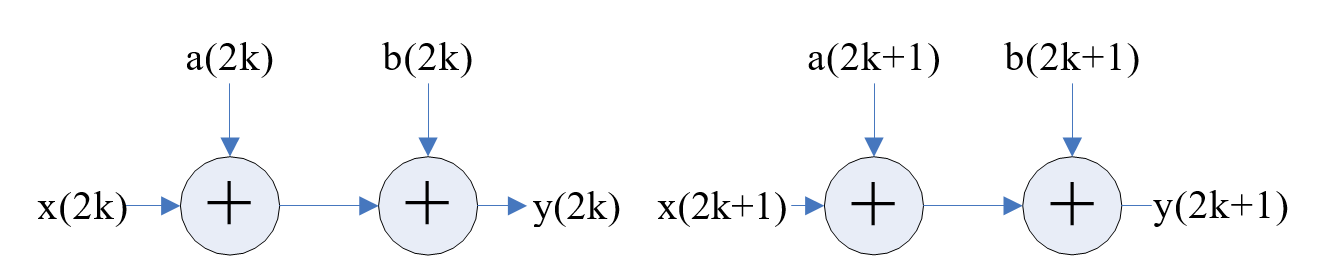 a(2k) b(2k) a(2k+1) b(2k+1)
x(2k) + + y(2k) x(2k+1) + + y(2k+1)